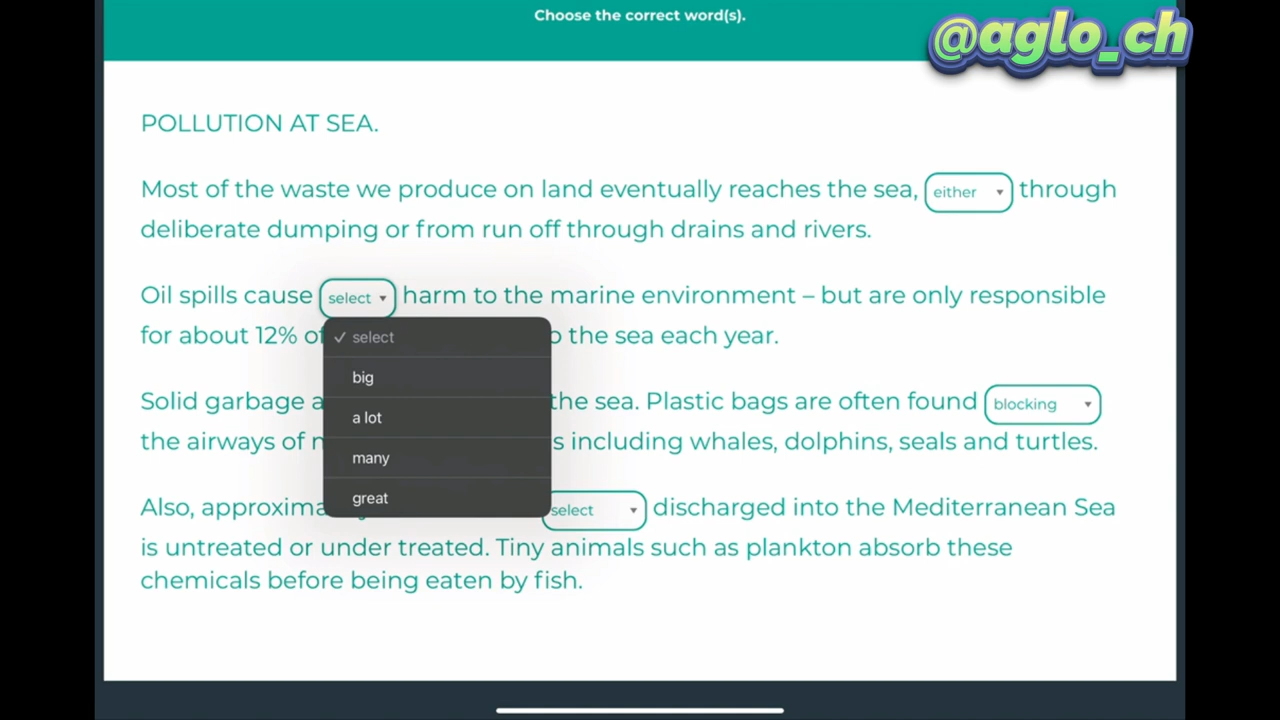 Choose the correct word(s).
@aglo_ch
POLLUTION AT SEA.
Most of the waste we produce on land eventually reaches the sea, either through
deliberate dumping or from run off through drains and rivers.
Oil spills cause select harm to the marine environment – but are only responsible
for about 12% of the sea each year.
select
big
a lot
many
great
Solid garbage the sea. Plastic bags are often found blocking
the airways of including whales, dolphins, seals and turtles.
Also, select discharged into the Mediterranean Sea
is untreated or under treated. Tiny animals such as plankton absorb these
chemicals before being eaten by fish.